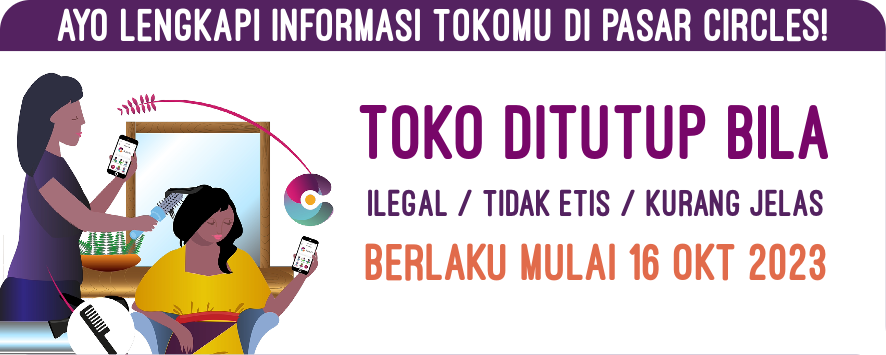 AYO LENGKAPI INFORMASI TOKOMU DI PASAR CIRCLES!
TOKO DITUTUP BILA
ILEGAL / TIDAK ETIS / KURANG JELAS
BERLAKU MULAI 16 OKT 2023